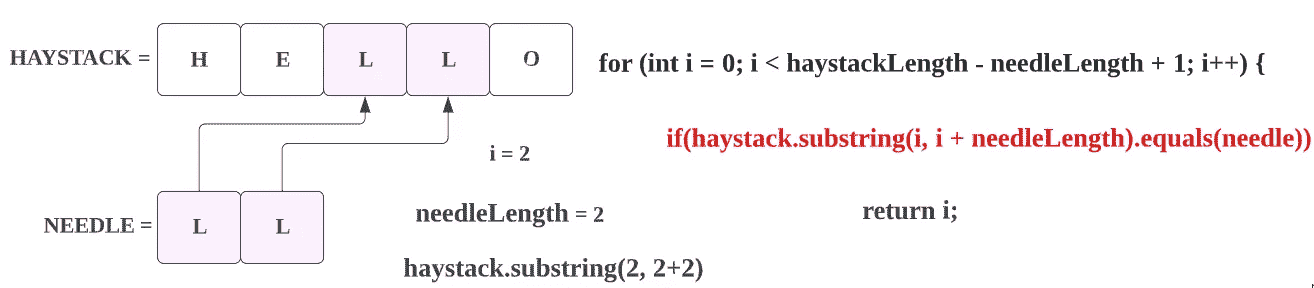 HAYSTACK = H E L L O
for (int i = 0; i < haystackLength - needleLength + 1; i++) {
if(haystack.substring(i, i + needleLength).equals(needle))
i = 2
NEEDLE = L L
needleLength = 2
return i;
haystack.substring(2, 2+2)